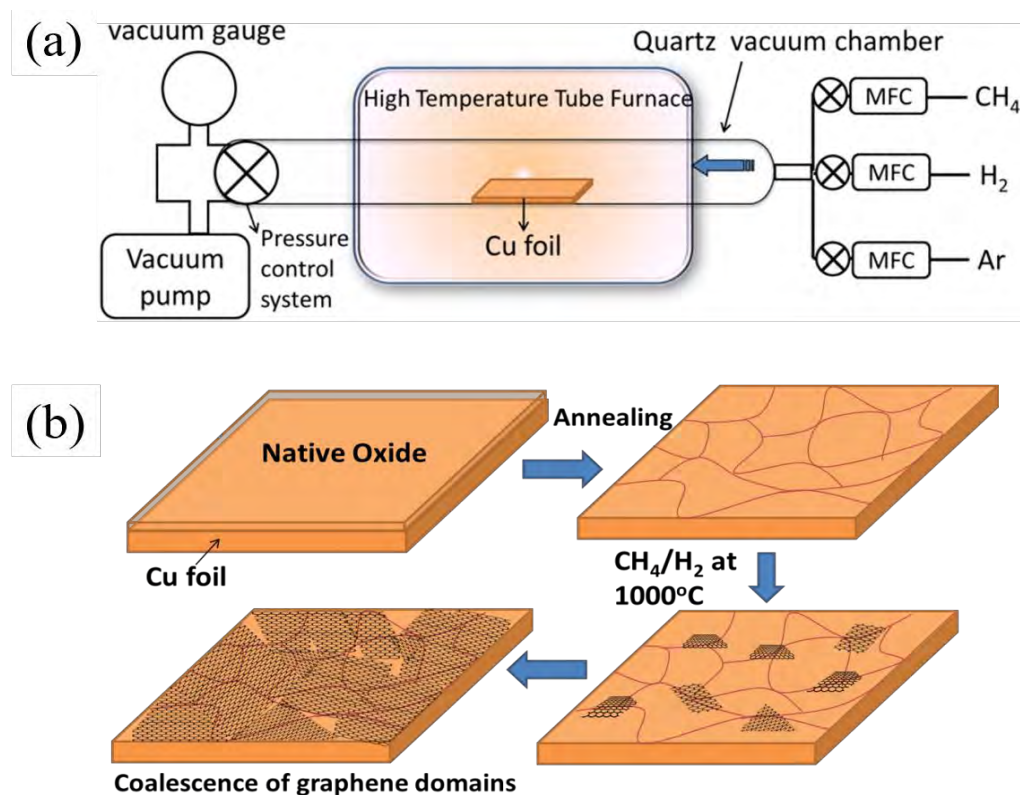 (a)
vacuum gauge
Quartz vacuum chamber
High Temperature Tube Furnace
MFC
CH₄
MFC
H₂
MFC
Ar
Cu foil
Pressure
control
system
Vacuum
pump
(b)
Native Oxide
Cu foil
Annealing
CH₄/H₂ at
1000°C
Coalescence of graphene domains